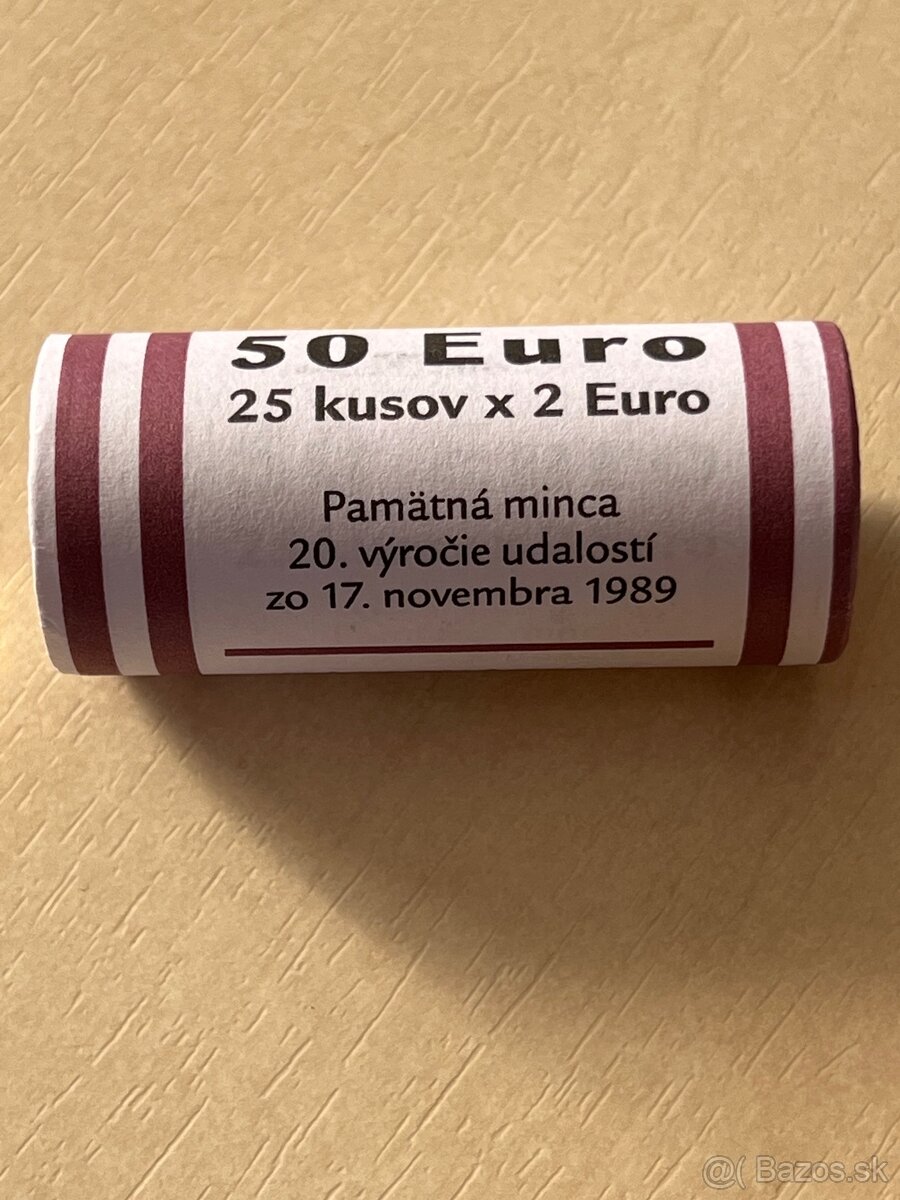 50 Euro
25 kusov x 2 Euro
Pamätná minca
20. výročie udalostí
zo 17. novembra 1989
@( Bazos.sk